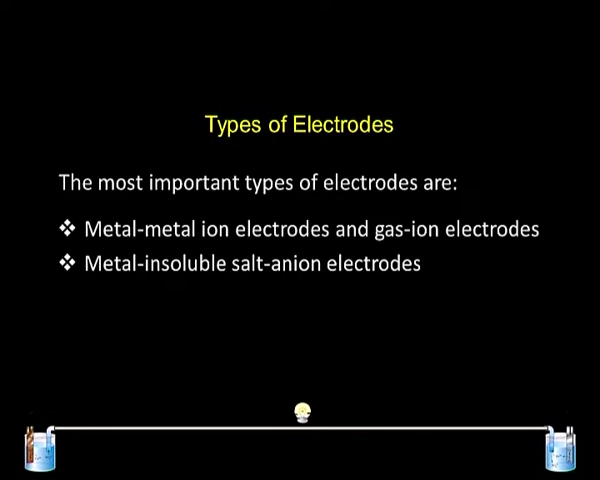 Types of Electrodes
The most important types of electrodes are:
❖ Metal-metal ion electrodes and gas-ion electrodes
❖ Metal-insoluble salt-anion electrodes